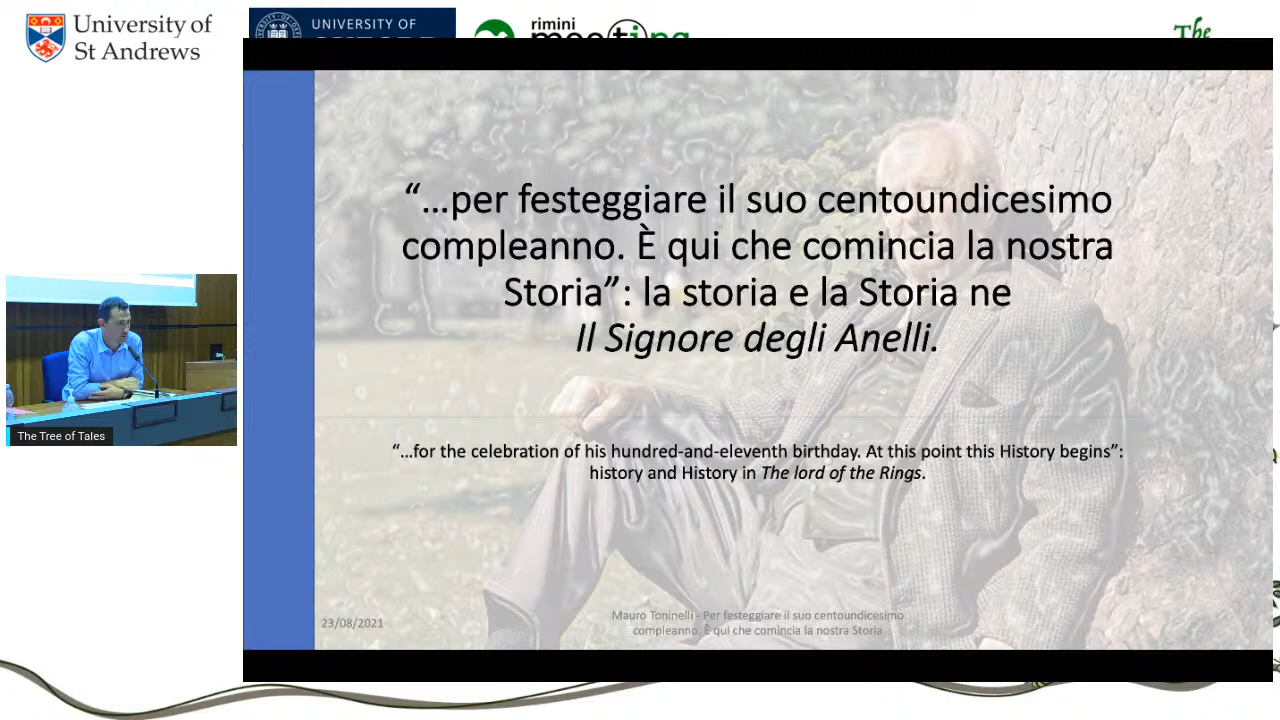 University of
St Andrews
UNIVERSITY OF
rimini
meeting
The
“...per festeggiare il suo centoundicesimo
compleanno. È qui che comincia la nostra
Storia”: la storia e la Storia ne
Il Signore degli Anelli.
“...for the celebration of his hundred-and-eleventh birthday. At this point this History begins”:
history and History in The lord of the Rings.
The Tree of Tales
23/08/2021
Mauro Toninelli - Per festeggiare il suo centoundicesimo
compleanno. È qui che comincia la nostra Storia